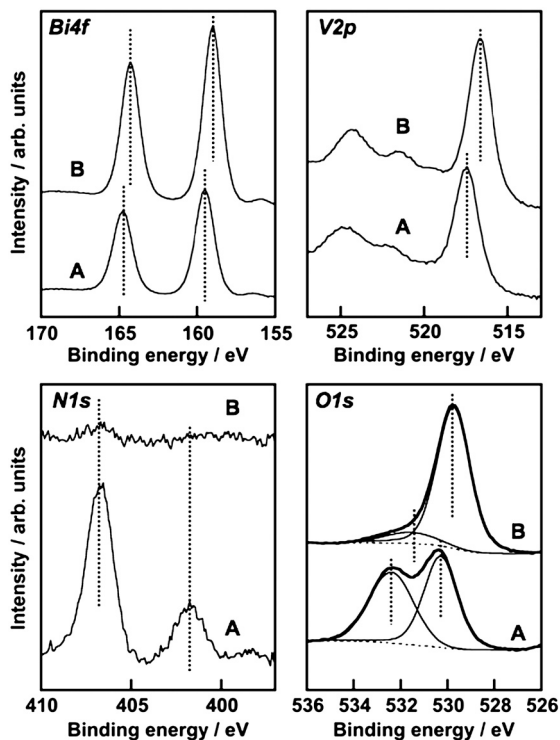 Bi4f
V2p
B
A
B
A
Intensity / arb. units
170 165 160 155
525 520 515
Binding energy / eV
Binding energy / eV
N1s
O1s
B
A
B
A
Intensity / arb. units
410 405 400
536 534 532 530 528 526
Binding energy / eV
Binding energy / eV